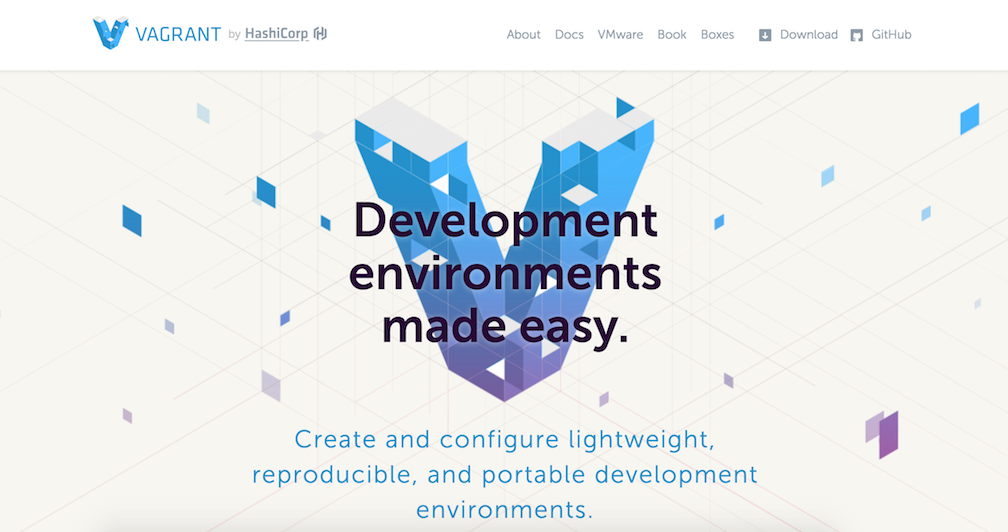 VAGRANT by HashiCorp
About Docs VMware Book Boxes Download GitHub
Development
environments
made easy.
Create and configure lightweight,
reproducible, and portable development
environments.